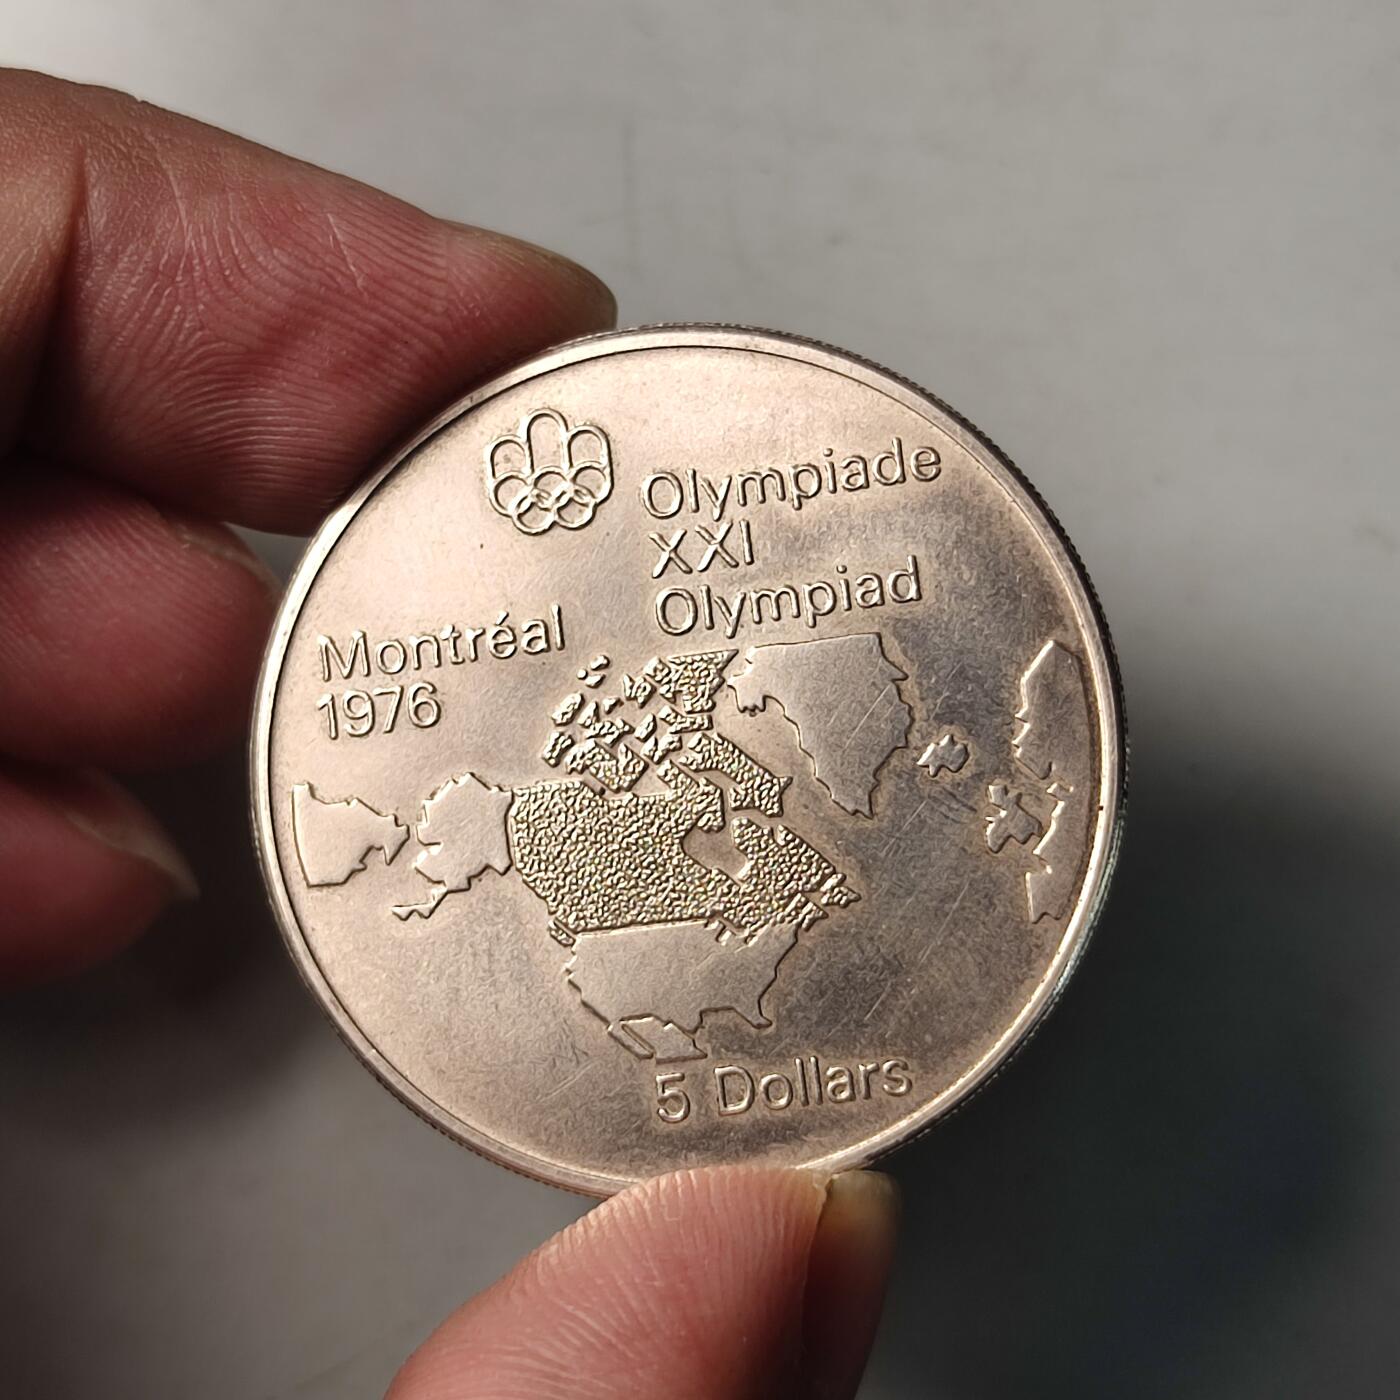 Olympiade
XXI
Olympiad
Montréal
1976
5 Dollars